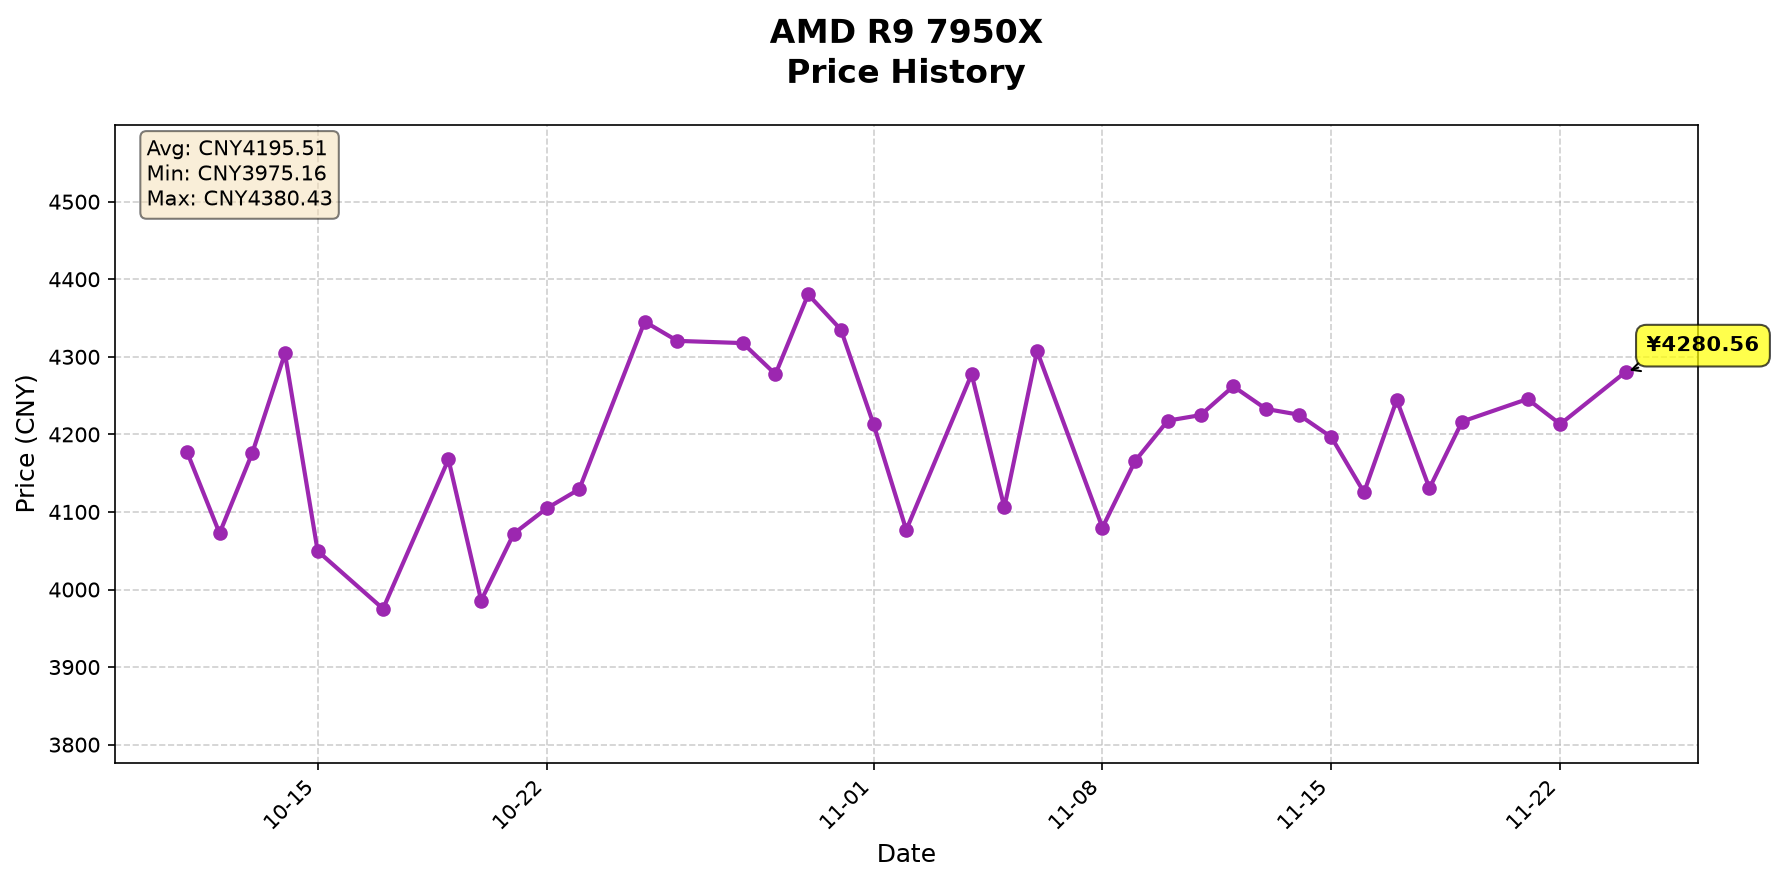 AMD R9 7950X
Price History
Avg: CNY4195.51
Min: CNY3975.16
Max: CNY4380.43
4500
4400
4300
4200
4100
4000
3900
3800
Price (CNY)
¥4280.56
10-15
10-22
11-01
11-08
11-15
11-22
Date